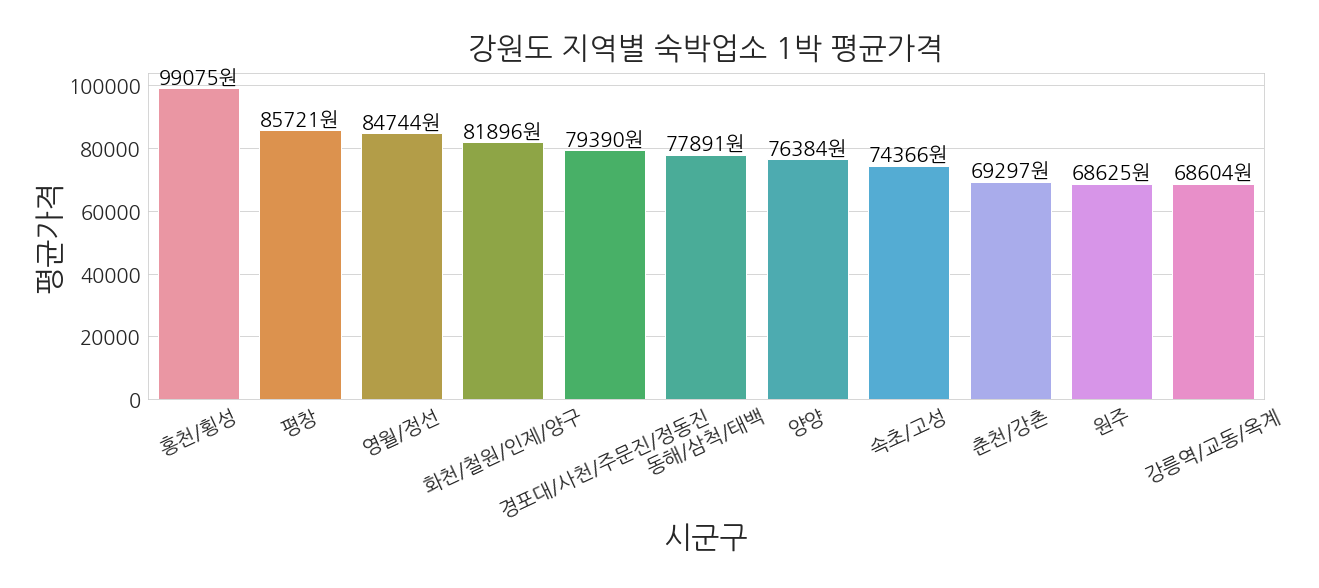 강원도 지역별 숙박업소 1박 평균가격
평균가격
100000
80000
60000
40000
20000
0
99075원
85721원
84744원
81896원
79390원
77891원
76384원
74366원
69297원
68625원
68604원
홍천/횡성
평창
영월/정선
화천/철원/인제/양구
경포대/사천/주문진/정동진
동해/삼척/태백
양양
속초/고성
춘천/강촌
원주
강릉역/교동/옥계
시군구